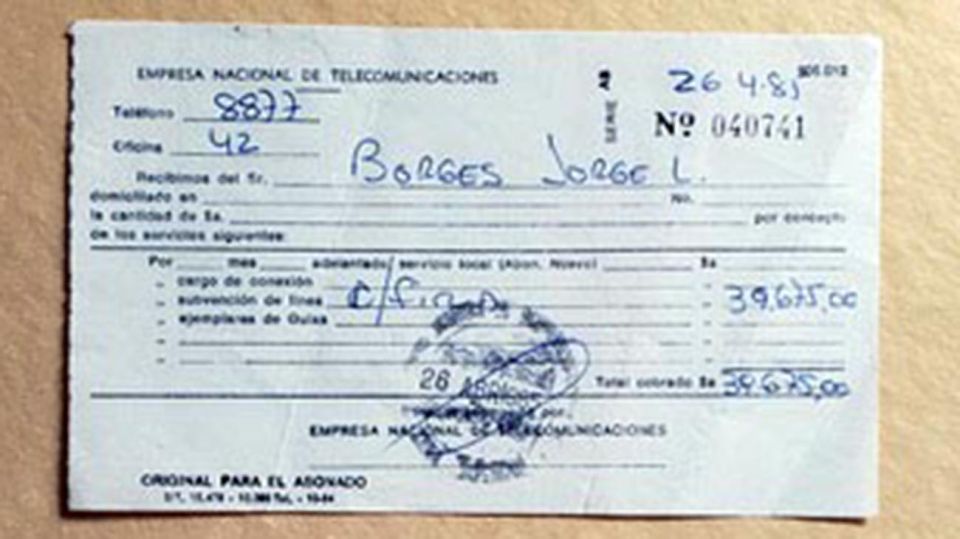 EMPRESA NACIONAL DE TELECOMUNICACIONES
SERIE A
26 4.85
Teléfono 8877
Nº 040741
Oficina 42
Recibimos del Sr. BORGES JORGE L.
domiciliado en No.
la cantidad de $a. por concepto
de los servicios siguientes:
Por mes adelantado servicio local (Abon. Nuevo) $a
„ cargo de conexión „
„ subvención de línea c/ „ 39.675,00
„ ejemplares de Guías „
Total cobrado $a 39.675,00
26
por.
EMPRESA NACIONAL DE TELECOMUNICACIONES
ORIGINAL PARA EL ABONADO